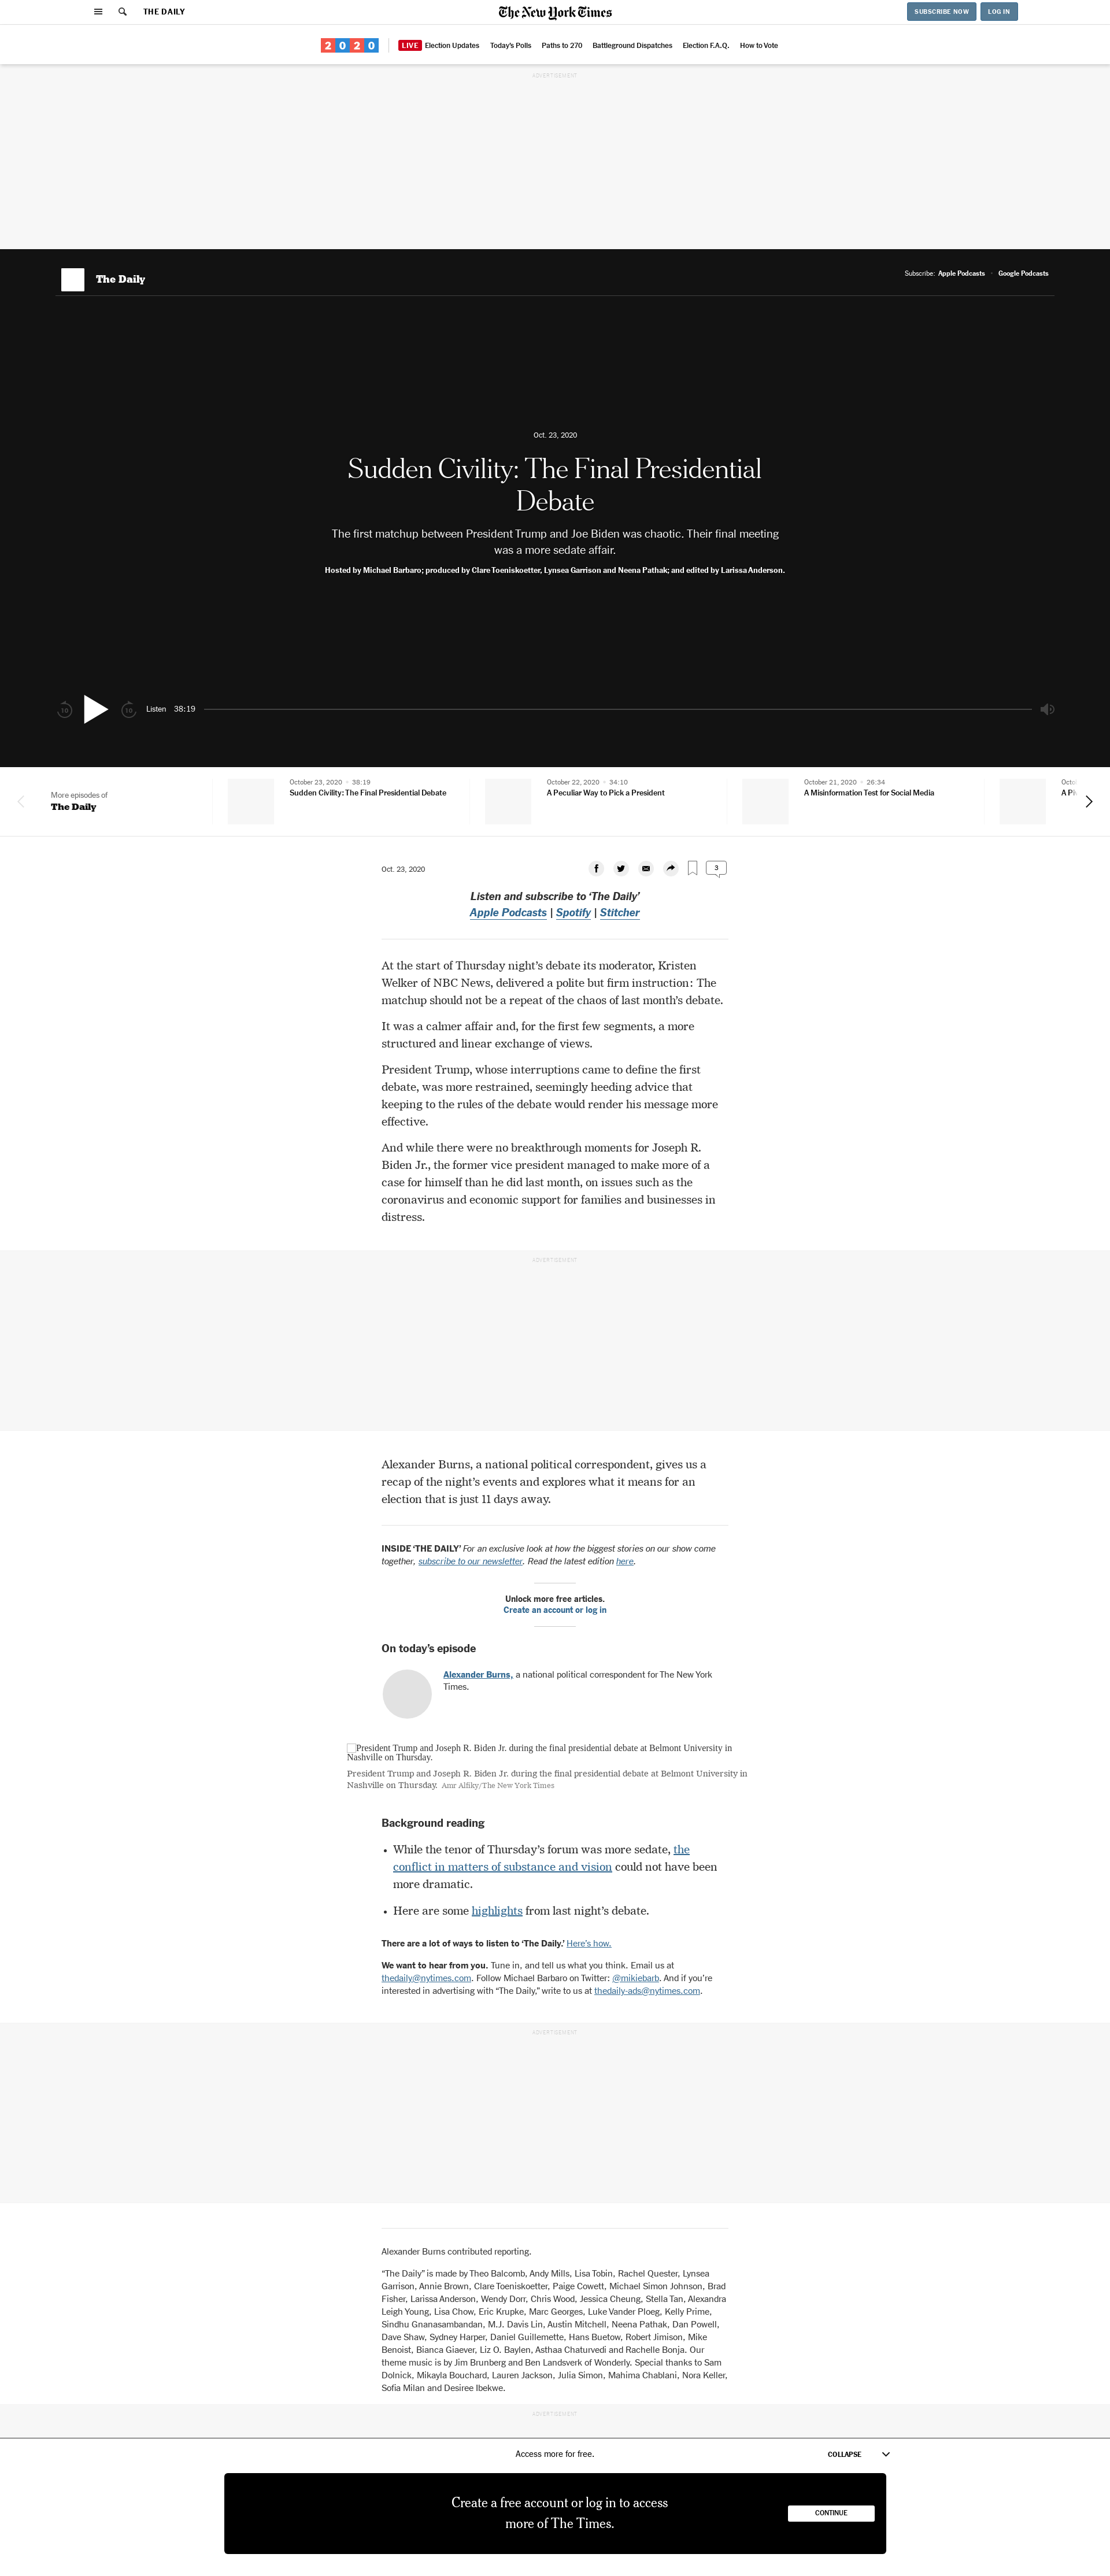 THE DAILY
The New York Times
SUBSCRIBE NOW
LOG IN
2020
LIVE Election Updates
Today's Polls
Paths to 270
Battleground Dispatches
Election F.A.Q.
How to Vote
ADVERTISEMENT
The Daily
Subscribe: Apple Podcasts · Google Podcasts
Oct. 23, 2020
Sudden Civility: The Final Presidential
Debate
The first matchup between President Trump and Joe Biden was chaotic. Their final meeting
was a more sedate affair.
Hosted by Michael Barbaro; produced by Clare Toeniskoetter, Lynsea Garrison and Neena Pathak; and edited by Larissa Anderson.
10
10
Listen 38:19
More episodes of
The Daily
October 23, 2020 · 38:19
Sudden Civility: The Final Presidential Debate
October 22, 2020 · 34:10
A Peculiar Way to Pick a President
October 21, 2020 · 26:34
A Misinformation Test for Social Media
Oct. 23, 2020
3
Listen and subscribe to ‘The Daily’
Apple Podcasts | Spotify | Stitcher
At the start of Thursday night’s debate its moderator, Kristen
Welker of NBC News, delivered a polite but firm instruction: The
matchup should not be a repeat of the chaos of last month’s debate.
It was a calmer affair and, for the first few segments, a more
structured and linear exchange of views.
President Trump, whose interruptions came to define the first
debate, was more restrained, seemingly heeding advice that
keeping to the rules of the debate would render his message more
effective.
And while there were no breakthrough moments for Joseph R.
Biden Jr., the former vice president managed to make more of a
case for himself than he did last month, on issues such as the
coronavirus and economic support for families and businesses in
distress.
ADVERTISEMENT
Alexander Burns, a national political correspondent, gives us a
recap of the night’s events and explores what it means for an
election that is just 11 days away.
INSIDE ‘THE DAILY’ For an exclusive look at how the biggest stories on our show come
together, subscribe to our newsletter. Read the latest edition here.
Unlock more free articles.
Create an account or log in
On today’s episode
Alexander Burns, a national political correspondent for The New York
Times.
President Trump and Joseph R. Biden Jr. during the final presidential debate at Belmont University in
Nashville on Thursday.
President Trump and Joseph R. Biden Jr. during the final presidential debate at Belmont University in
Nashville on Thursday. Amr Alfiky/The New York Times
Background reading
• While the tenor of Thursday’s forum was more sedate, the
conflict in matters of substance and vision could not have been
more dramatic.
• Here are some highlights from last night’s debate.
There are a lot of ways to listen to ‘The Daily.’ Here’s how.
We want to hear from you. Tune in, and tell us what you think. Email us at
thedaily@nytimes.com. Follow Michael Barbaro on Twitter: @mikiebarb. And if you’re
interested in advertising with “The Daily,” write to us at thedaily-ads@nytimes.com.
ADVERTISEMENT
Alexander Burns contributed reporting.
“The Daily” is made by Theo Balcomb, Andy Mills, Lisa Tobin, Rachel Quester, Lynsea
Garrison, Annie Brown, Clare Toeniskoetter, Paige Cowett, Michael Simon Johnson, Brad
Fisher, Larissa Anderson, Wendy Dorr, Chris Wood, Jessica Cheung, Stella Tan, Alexandra
Leigh Young, Lisa Chow, Eric Krupke, Marc Georges, Luke Vander Ploeg, Kelly Prime,
Sindhu Gnanasambandan, M.J. Davis Lin, Austin Mitchell, Neena Pathak, Dan Powell,
Dave Shaw, Sydney Harper, Daniel Guillemette, Hans Buetow, Robert Jimison, Mike
Benoist, Bianca Giaever, Liz O. Baylen, Asthaa Chaturvedi and Rachelle Bonja. Our
theme music is by Jim Brunberg and Ben Landsverk of Wonderly. Special thanks to Sam
Dolnick, Mikayla Bouchard, Lauren Jackson, Julia Simon, Mahima Chablani, Nora Keller,
Sofia Milan and Desiree Ibekwe.
ADVERTISEMENT
Access more for free.
COLLAPSE
Create a free account or log in to access
more of The Times.
CONTINUE